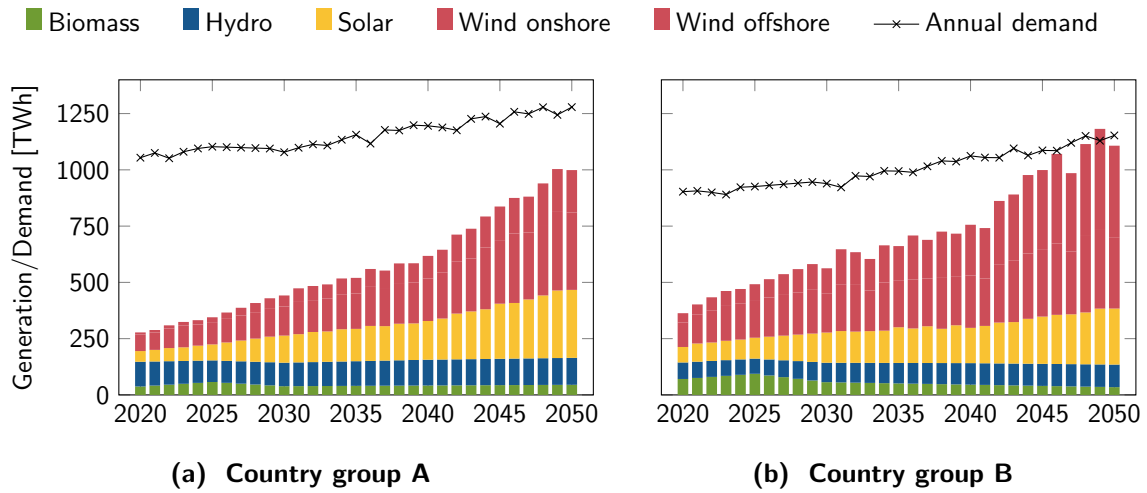 Biomass Hydro Solar Wind onshore Wind offshore Annual demand
Generation/Demand [TWh]
1250
1000
750
500
250
0
2020 2025 2030 2035 2040 2045 2050
2020 2025 2030 2035 2040 2045 2050
(a) Country group A
(b) Country group B